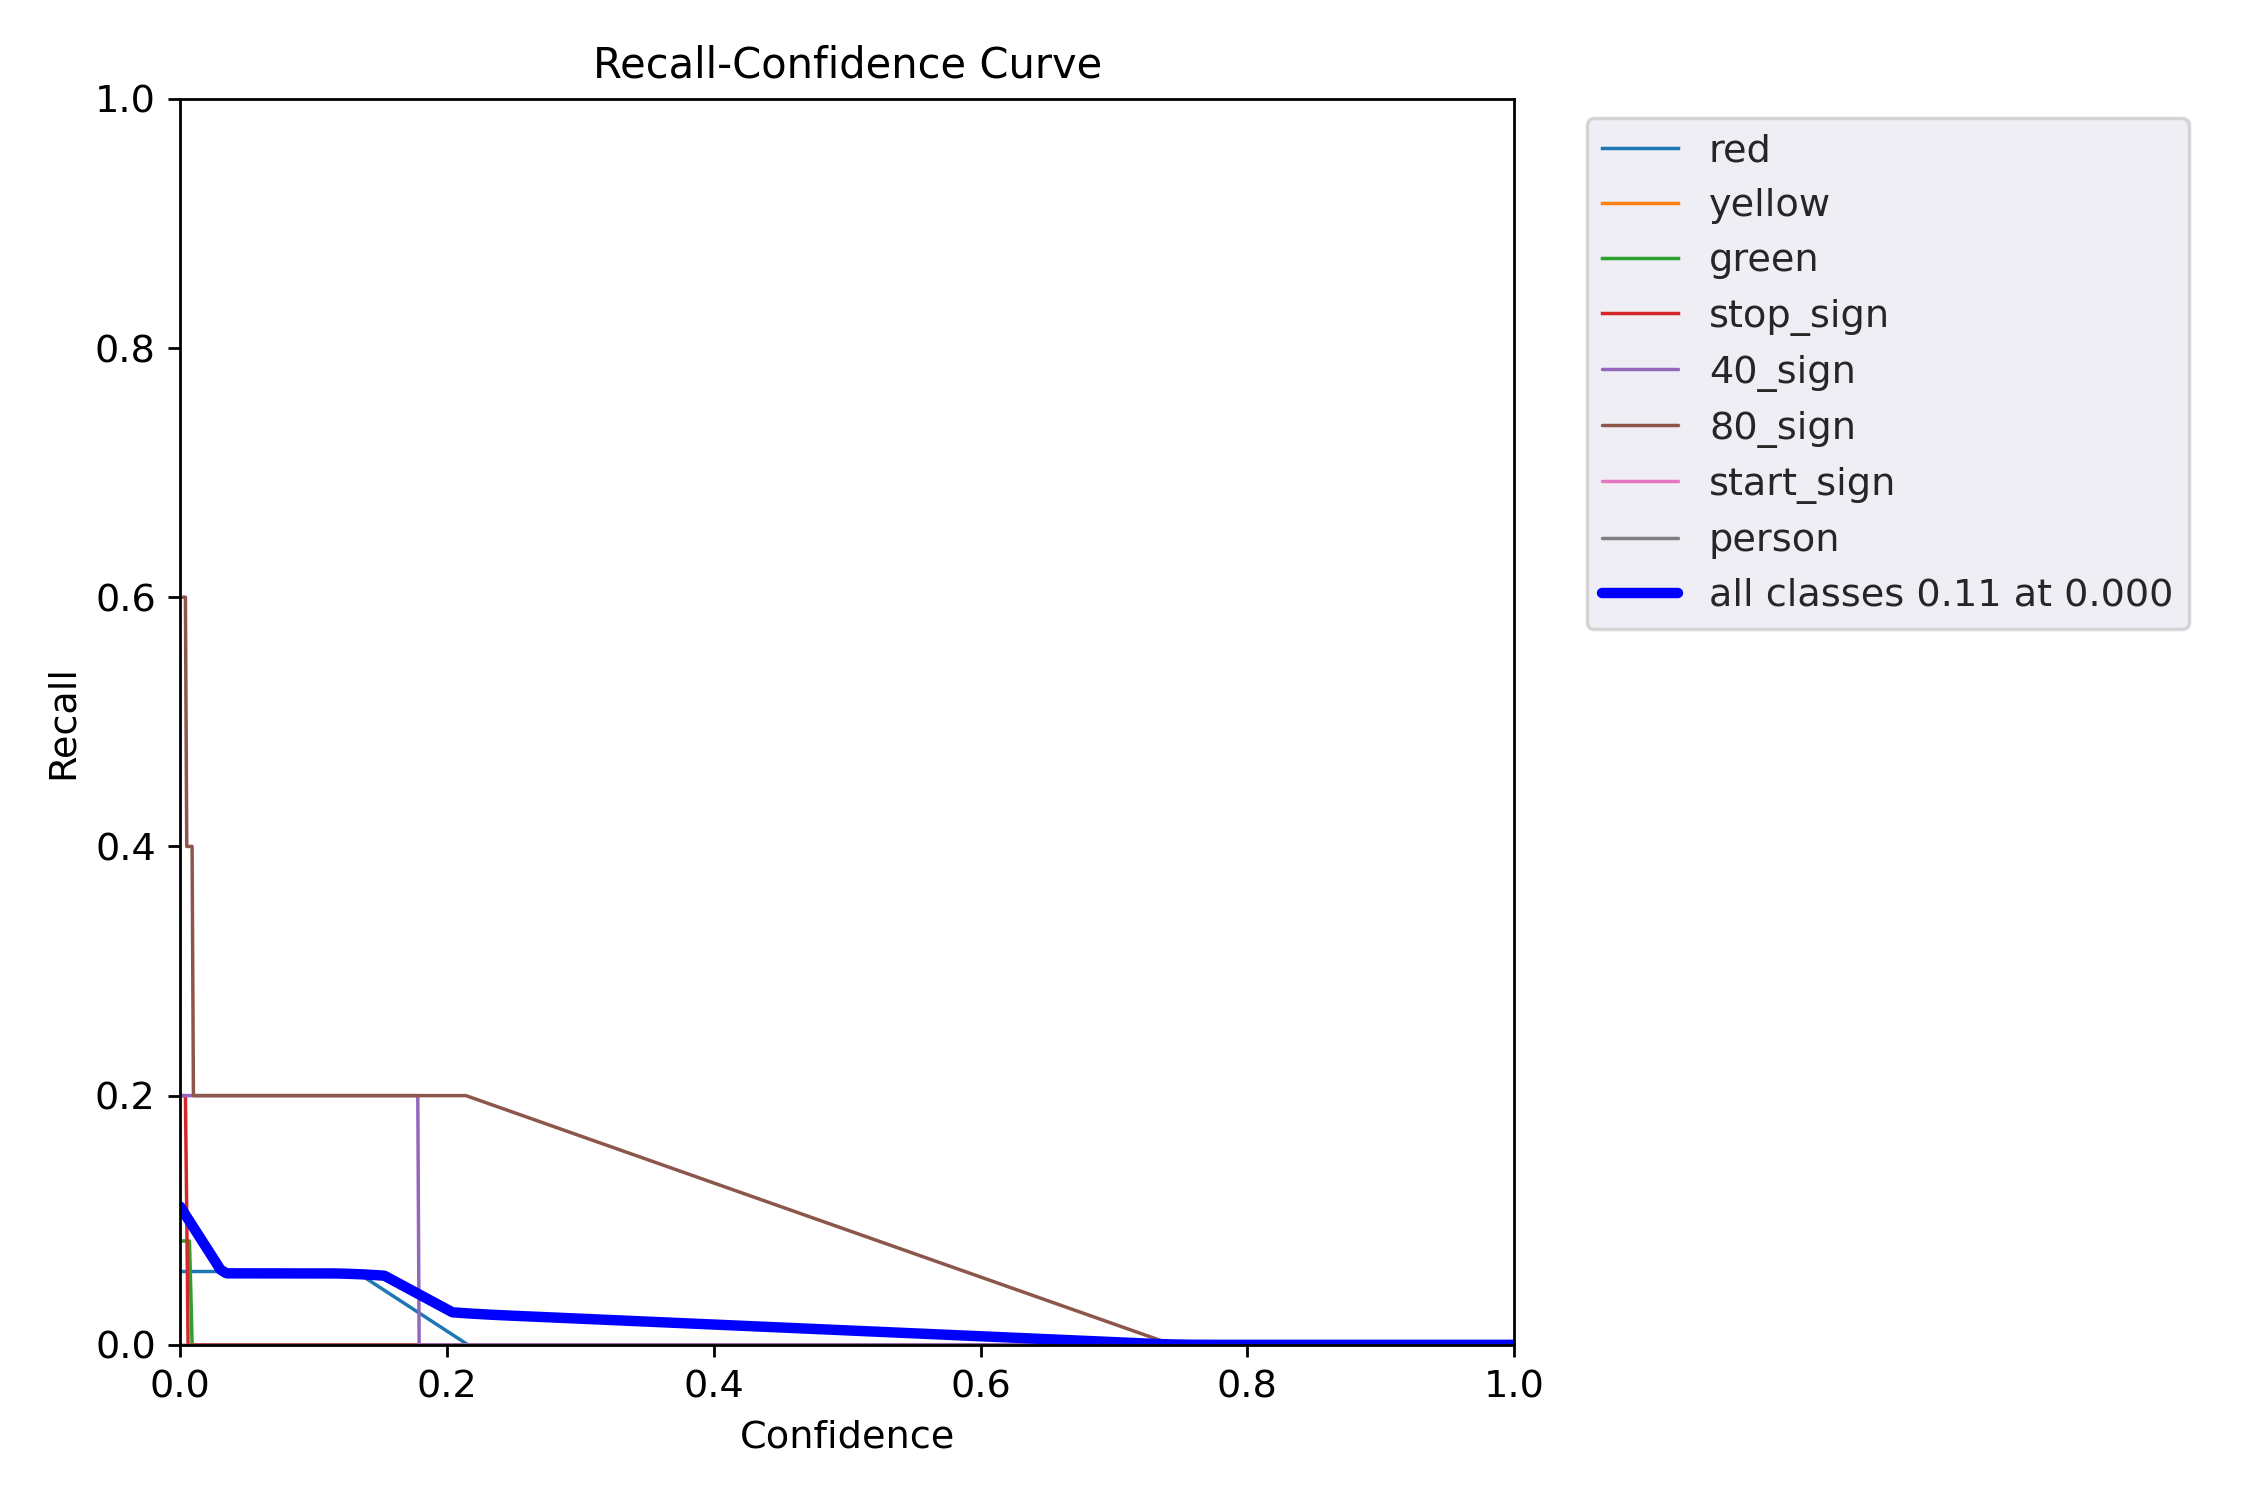 Recall-Confidence Curve
1.0
0.8
0.6
0.4
0.2
0.0
Recall
0.0 0.2 0.4 0.6 0.8 1.0
Confidence
red
yellow
green
stop_sign
40_sign
80_sign
start_sign
person
all classes 0.11 at 0.000